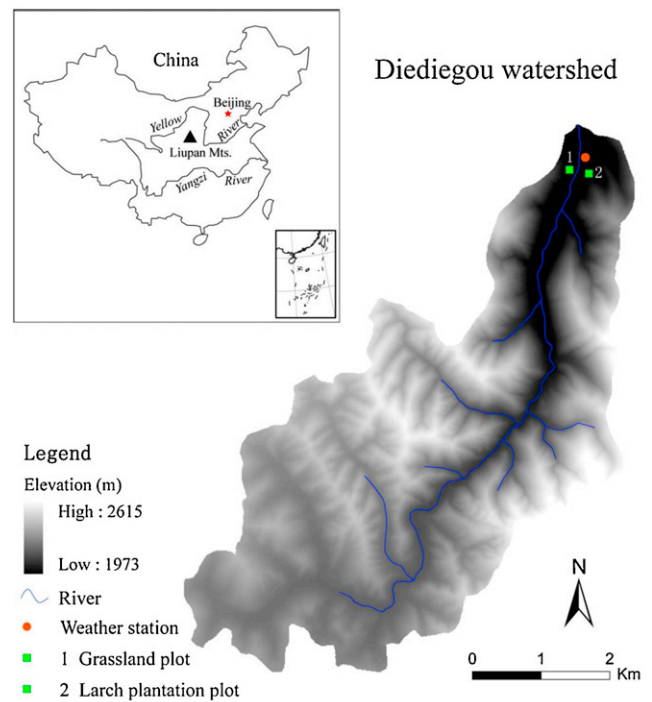 China
Diediegou watershed
Beijing
Yellow
River
Liupan Mts.
Yangzi River
1
2
Legend
Elevation (m)
High : 2615
Low : 1973
River
Weather station
1 Grassland plot
2 Larch plantation plot
N
0 1 2
Km